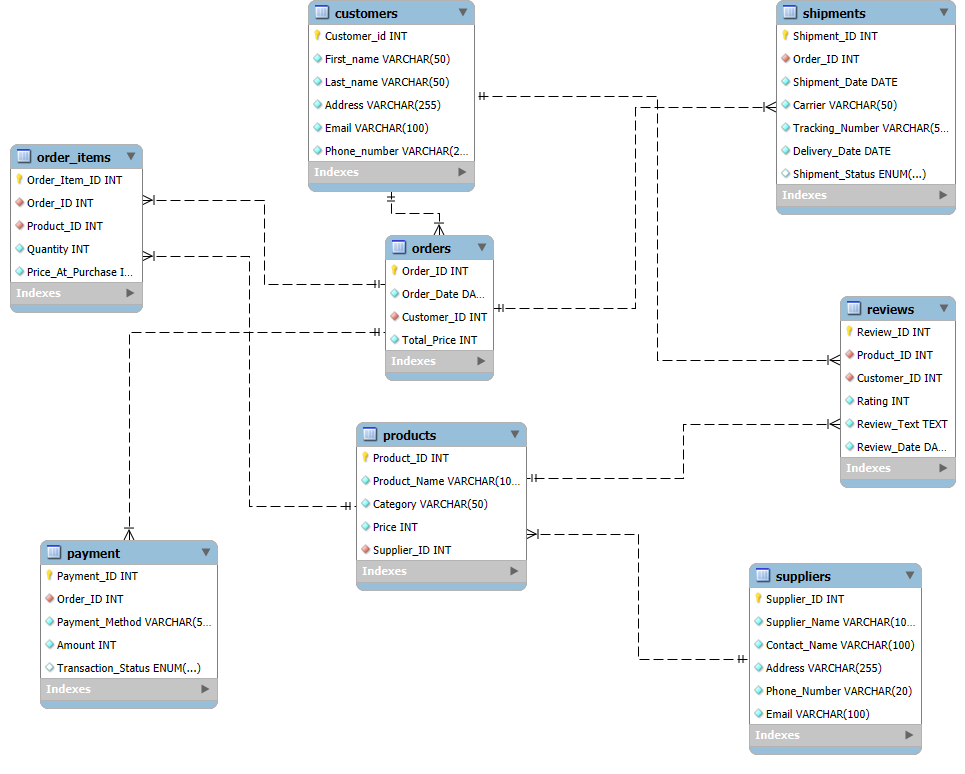 customers
Customer_id INT
First_name VARCHAR(50)
Last_name VARCHAR(50)
Address VARCHAR(255)
Email VARCHAR(100)
Phone_number VARCHAR(2...
Indexes
shipments
Shipment_ID INT
Order_ID INT
Shipment_Date DATE
Carrier VARCHAR(50)
Tracking_Number VARCHAR(5...
Delivery_Date DATE
Shipment_Status ENUM(...)
Indexes
order_items
Order_Item_ID INT
Order_ID INT
Product_ID INT
Quantity INT
Price_At_Purchase I...
Indexes
orders
Order_ID INT
Order_Date DA...
Customer_ID INT
Total_Price INT
Indexes
reviews
Review_ID INT
Product_ID INT
Customer_ID INT
Rating INT
Review_Text TEXT
Review_Date DA...
Indexes
products
Product_ID INT
Product_Name VARCHAR(10...
Category VARCHAR(50)
Price INT
Supplier_ID INT
Indexes
payment
Payment_ID INT
Order_ID INT
Payment_Method VARCHAR(5...
Amount INT
Transaction_Status ENUM(...)
Indexes
suppliers
Supplier_ID INT
Supplier_Name VARCHAR(10...
Contact_Name VARCHAR(100)
Address VARCHAR(255)
Phone_Number VARCHAR(20)
Email VARCHAR(100)
Indexes